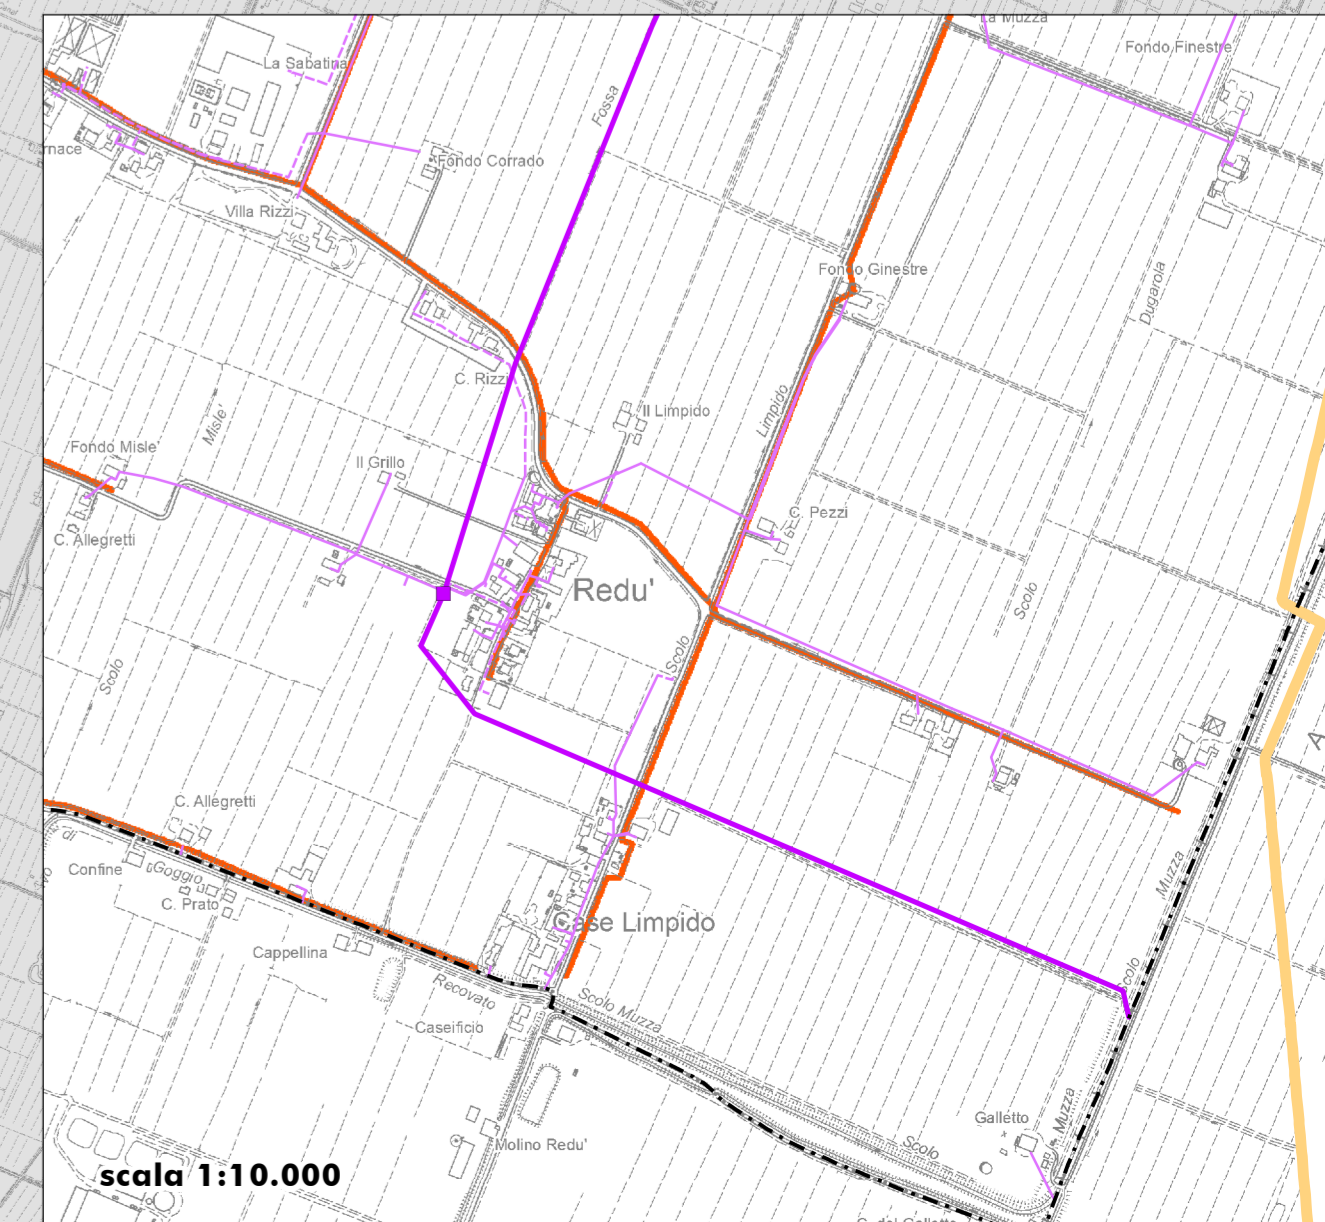 La Muzza
Fondo Finestre
La Sabatina
Fossa
rnace
Fondo Corrado
Villa Rizzi
Fondo Ginestre
Dugarola
C. Rizzi
Il Limpido
Limpido
Misle'
Fondo Misle'
Il Grillo
C. Pezzi
C. Allegretti
Redu'
Scolo
Scolo
Scolo
A
C. Allegretti
di
Confine
Goggio
C. Prato
Muzza
Case Limpido
Cappellina
Scolo
Recovato
Scolo Muzza
Caseificio
Galletto
Muzza
Molino Redu'
Scolo
scala 1:10.000